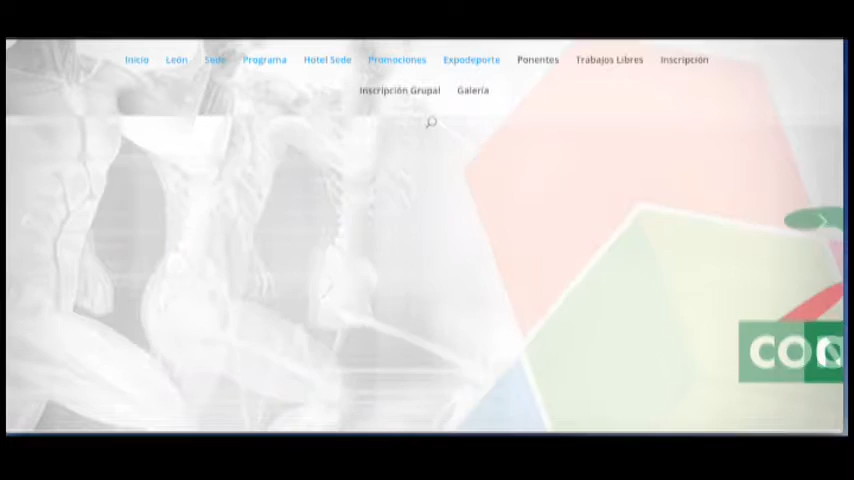 Inicio León Sede Programa Hotel Sede Promociones Expodeporte Ponentes Trabajos Libres Inscripción
Inscripción Grupal Galería